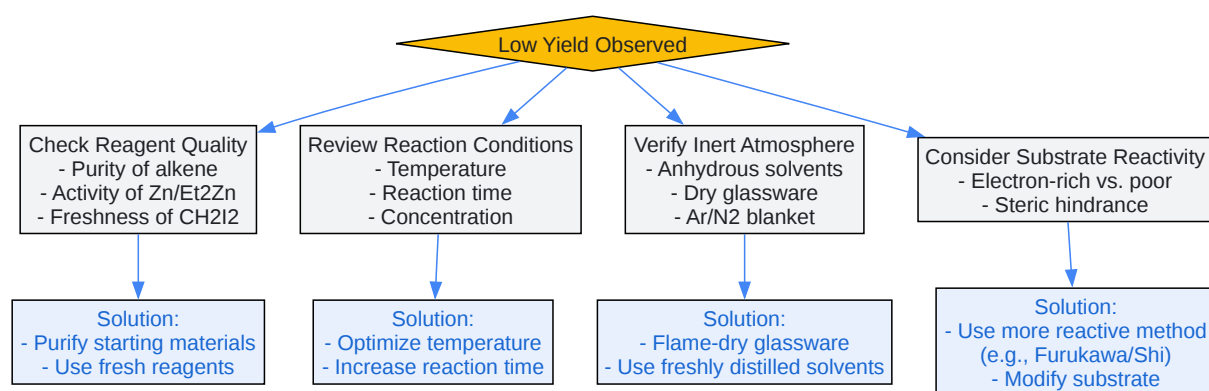 Low Yield Observed
Check Reagent Quality
- Purity of alkene
- Activity of Zn/Et2Zn
- Freshness of CH2I2
Review Reaction Conditions
- Temperature
- Reaction time
- Concentration
Verify Inert Atmosphere
- Anhydrous solvents
- Dry glassware
- Ar/N2 blanket
Consider Substrate Reactivity
- Electron-rich vs. poor
- Steric hindrance
Solution:
- Purify starting materials
- Use fresh reagents
Solution:
- Optimize temperature
- Increase reaction time
Solution:
- Flame-dry glassware
- Use freshly distilled solvents
Solution:
- Use more reactive method
(e.g., Furukawa/Shi)
- Modify substrate